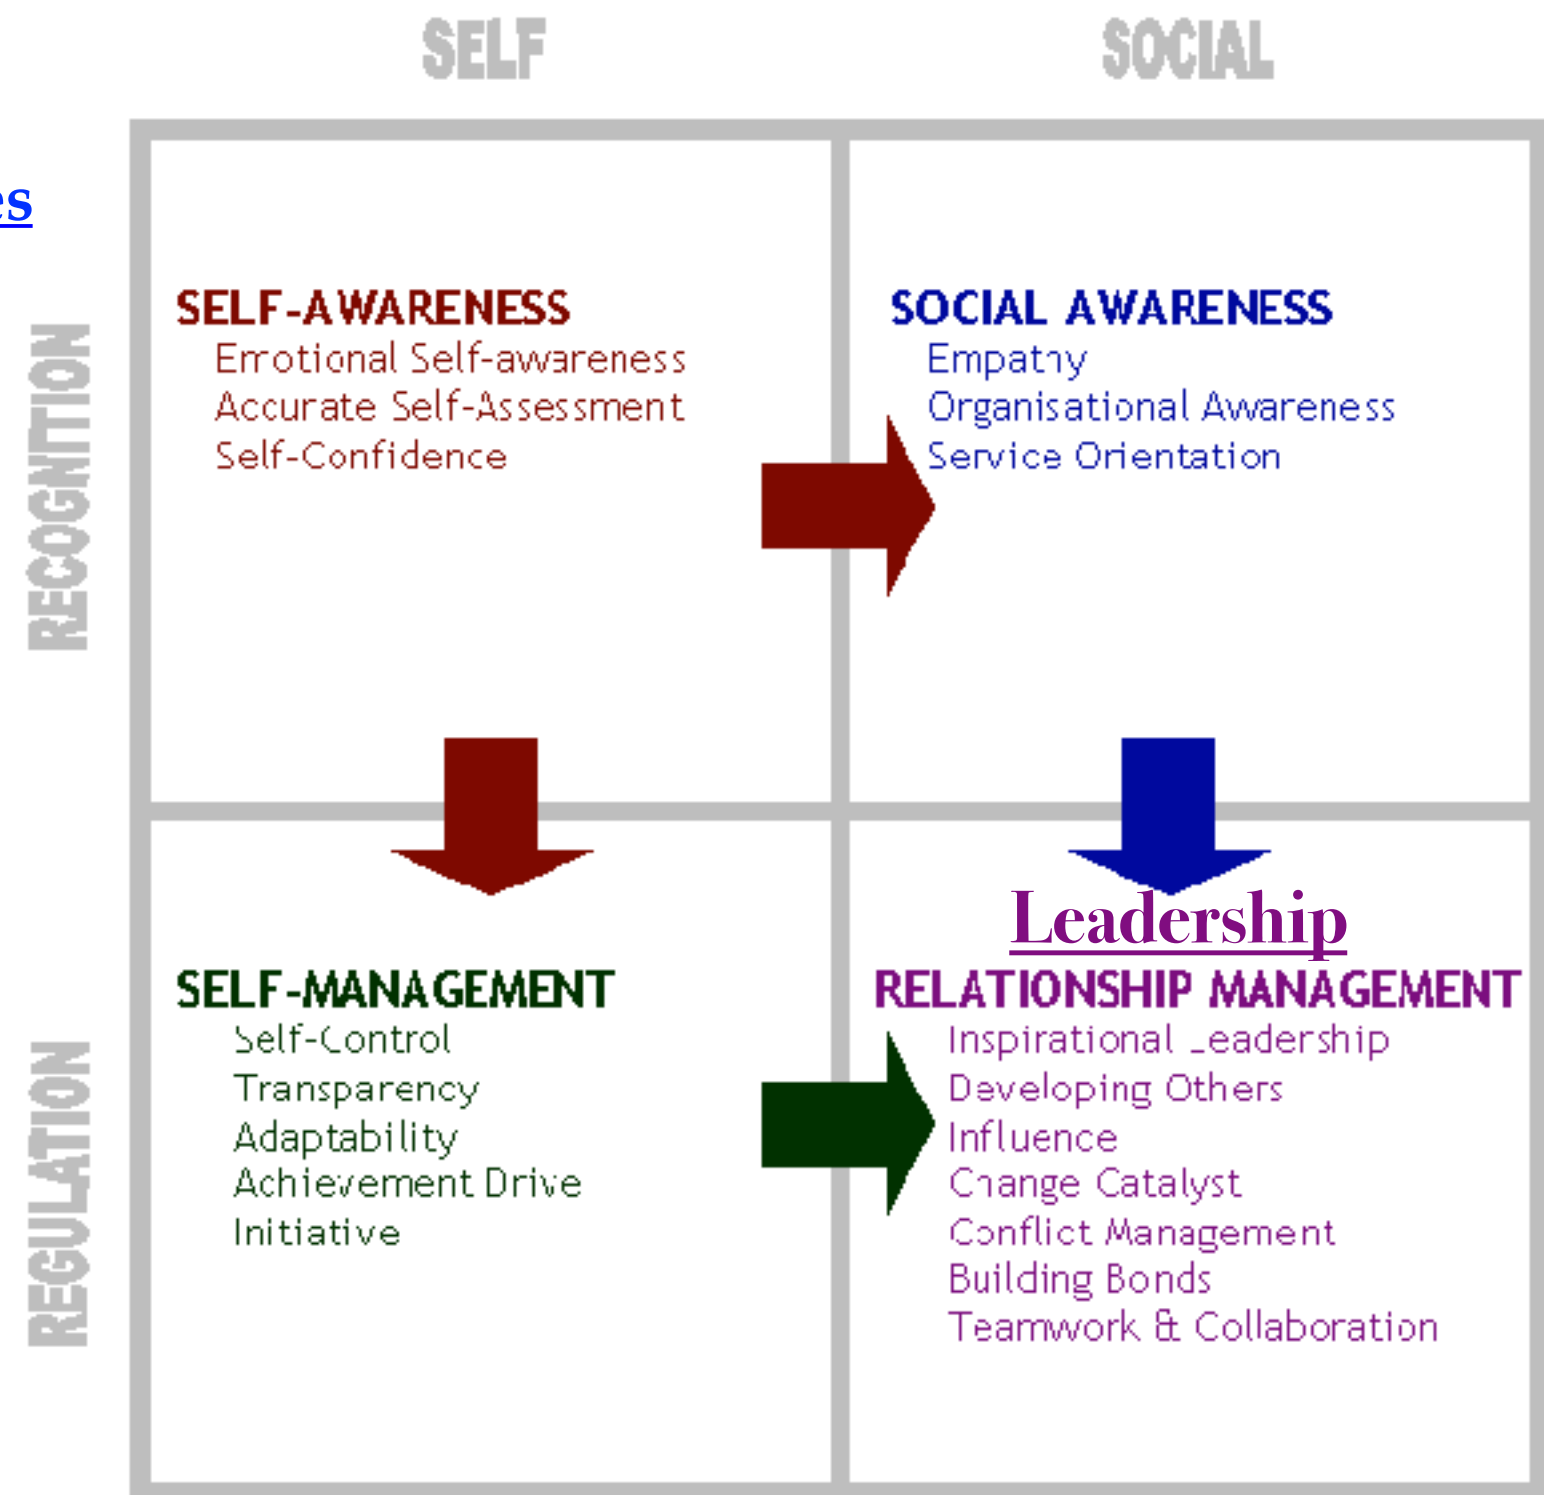 SELF
SOCIAL
es
RECOGNITION
SELF-AWARENESS
Emotional Self-awareness
Accurate Self-Assessment
Self-Confidence
SOCIAL AWARENESS
Empathy
Organisational Awareness
Service Orientation
REGULATION
SELF-MANAGEMENT
Self-Control
Transparency
Adaptability
Achievement Drive
Initiative
Leadership
RELATIONSHIP MANAGEMENT
Inspirational Leadership
Developing Others
Influence
Change Catalyst
Conflict Management
Building Bonds
Teamwork & Collaboration